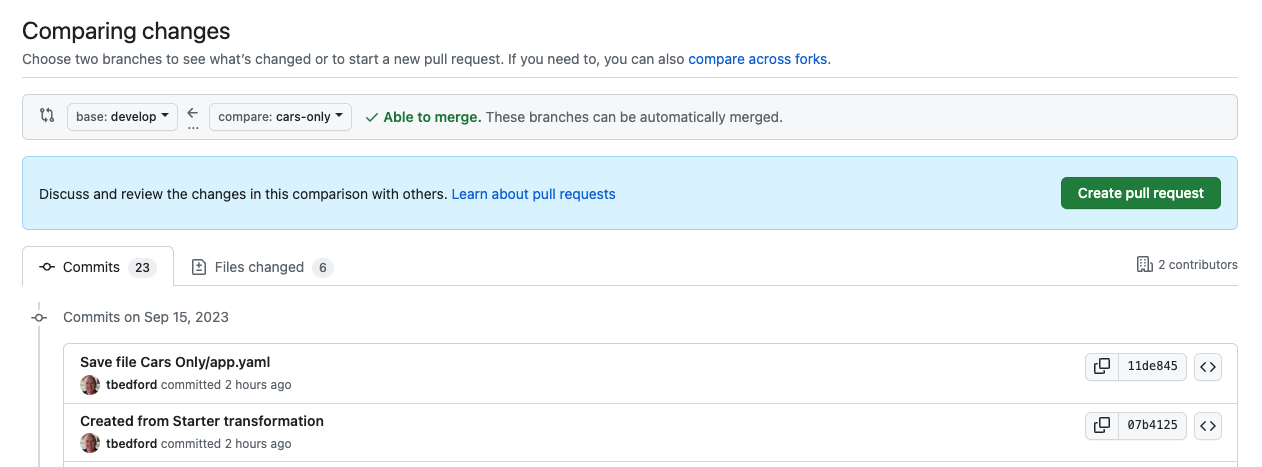 Comparing changes
Choose two branches to see what's changed or to start a new pull request. If you need to, you can also compare across forks.
base: develop ← ... compare: cars-only ✓ Able to merge. These branches can be automatically merged.
Discuss and review the changes in this comparison with others. Learn about pull requests Create pull request
Commits 23 Files changed 6 2 contributors
Commits on Sep 15, 2023
Save file Cars Only/app.yaml 11de845
tbedford committed 2 hours ago
Created from Starter transformation 07b4125
tbedford committed 2 hours ago